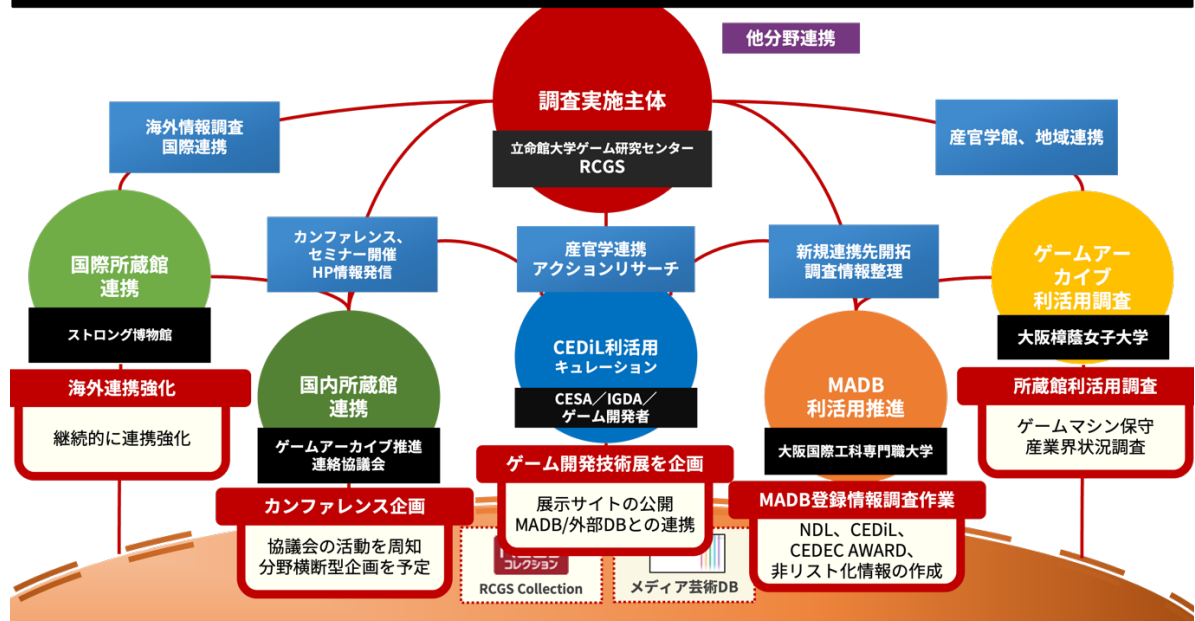 他分野連携
調査実施主体
立命館大学ゲーム研究センター
RCGS
海外情報調査
国際連携
産官学館、地域連携
カンファレンス、
セミナー開催
HP情報発信
産官学連携
アクションリサーチ
新規連携先開拓
調査情報整理
国際所蔵館
連携
ストロング博物館
海外連携強化
継続的に連携強化
国内所蔵館
連携
ゲームアーカイブ推進
連絡協議会
カンファレンス企画
協議会の活動を周知
分野横断型企画を予定
CEDiL利活用
キュレーション
CESA／IGDA／
ゲーム開発者
ゲーム開発技術展を企画
展示サイトの公開
MADB/外部DBとの連携
MADB
利活用推進
大阪国際工科専門職大学
MADB登録情報調査作業
NDL、CEDiL、
CEDEC AWARD、
非リスト化情報の作成
ゲームアー
カイブ
利活用調査
大阪樟蔭女子大学
所蔵館利活用調査
ゲームマシン保守
産業界状況調査
コレクション
RCGS Collection
メディア芸術DB